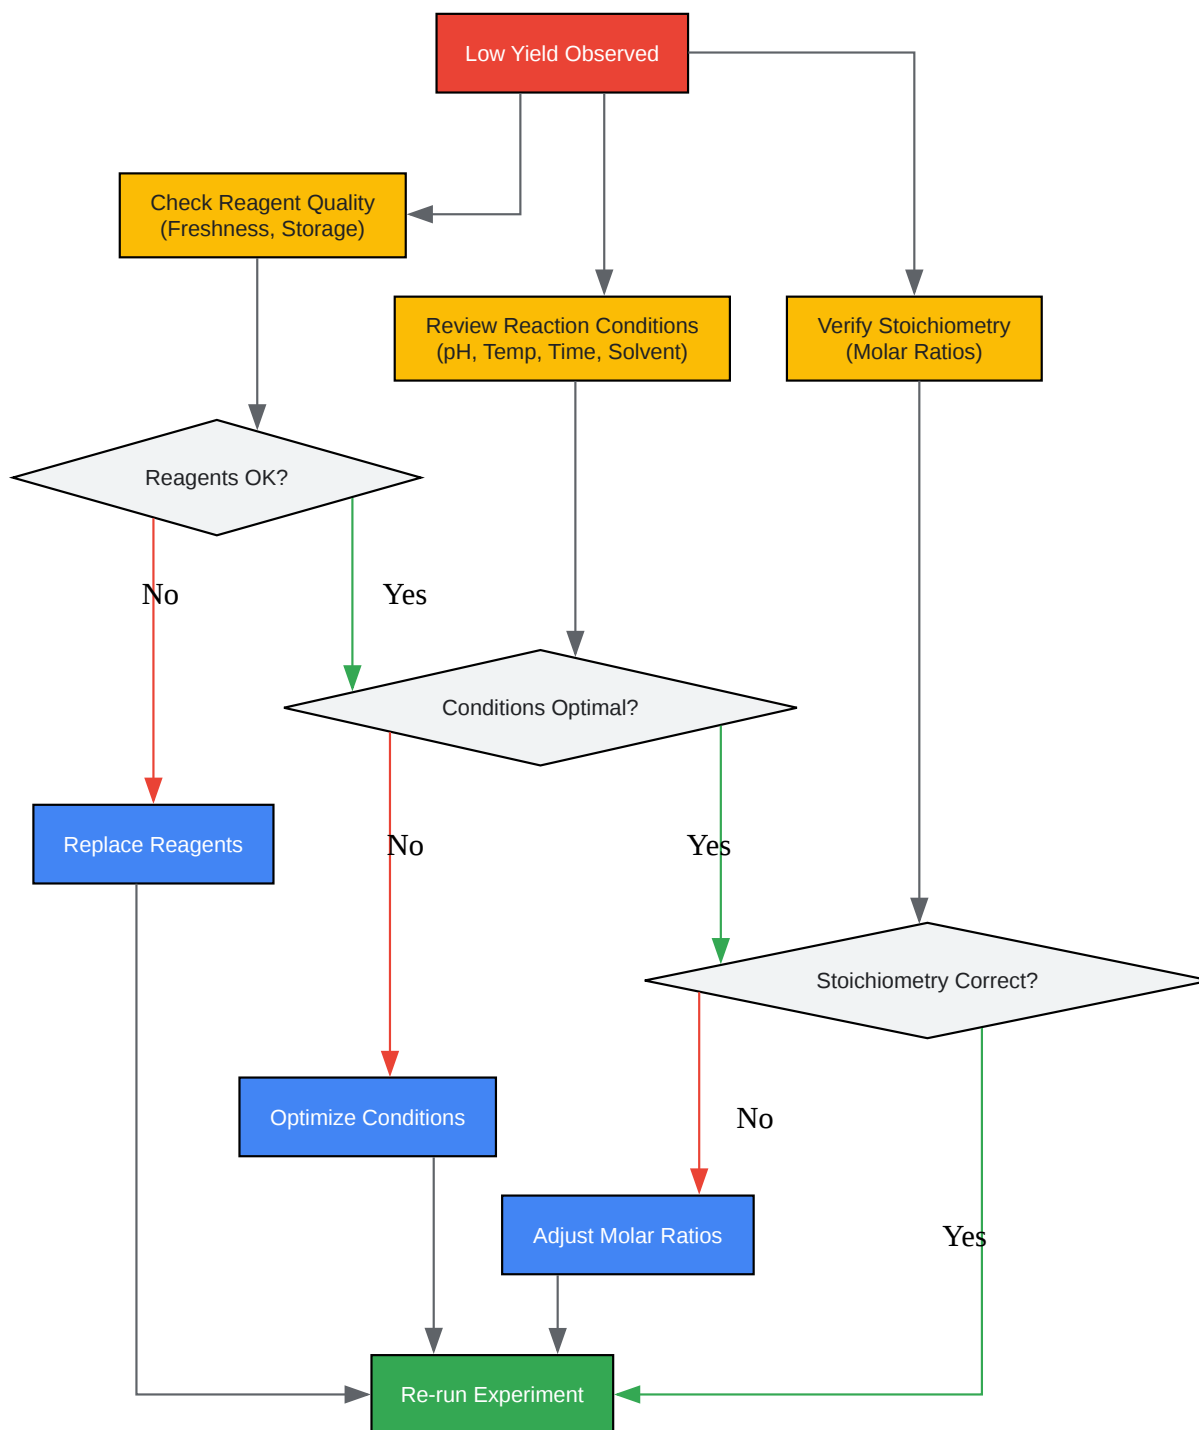 Low Yield Observed
Check Reagent Quality
(Freshness, Storage)
Review Reaction Conditions
(pH, Temp, Time, Solvent)
Verify Stoichiometry
(Molar Ratios)
Reagents OK?
No
Yes
Conditions Optimal?
Replace Reagents
No
Yes
Stoichiometry Correct?
Optimize Conditions
No
Adjust Molar Ratios
Yes
Re-run Experiment